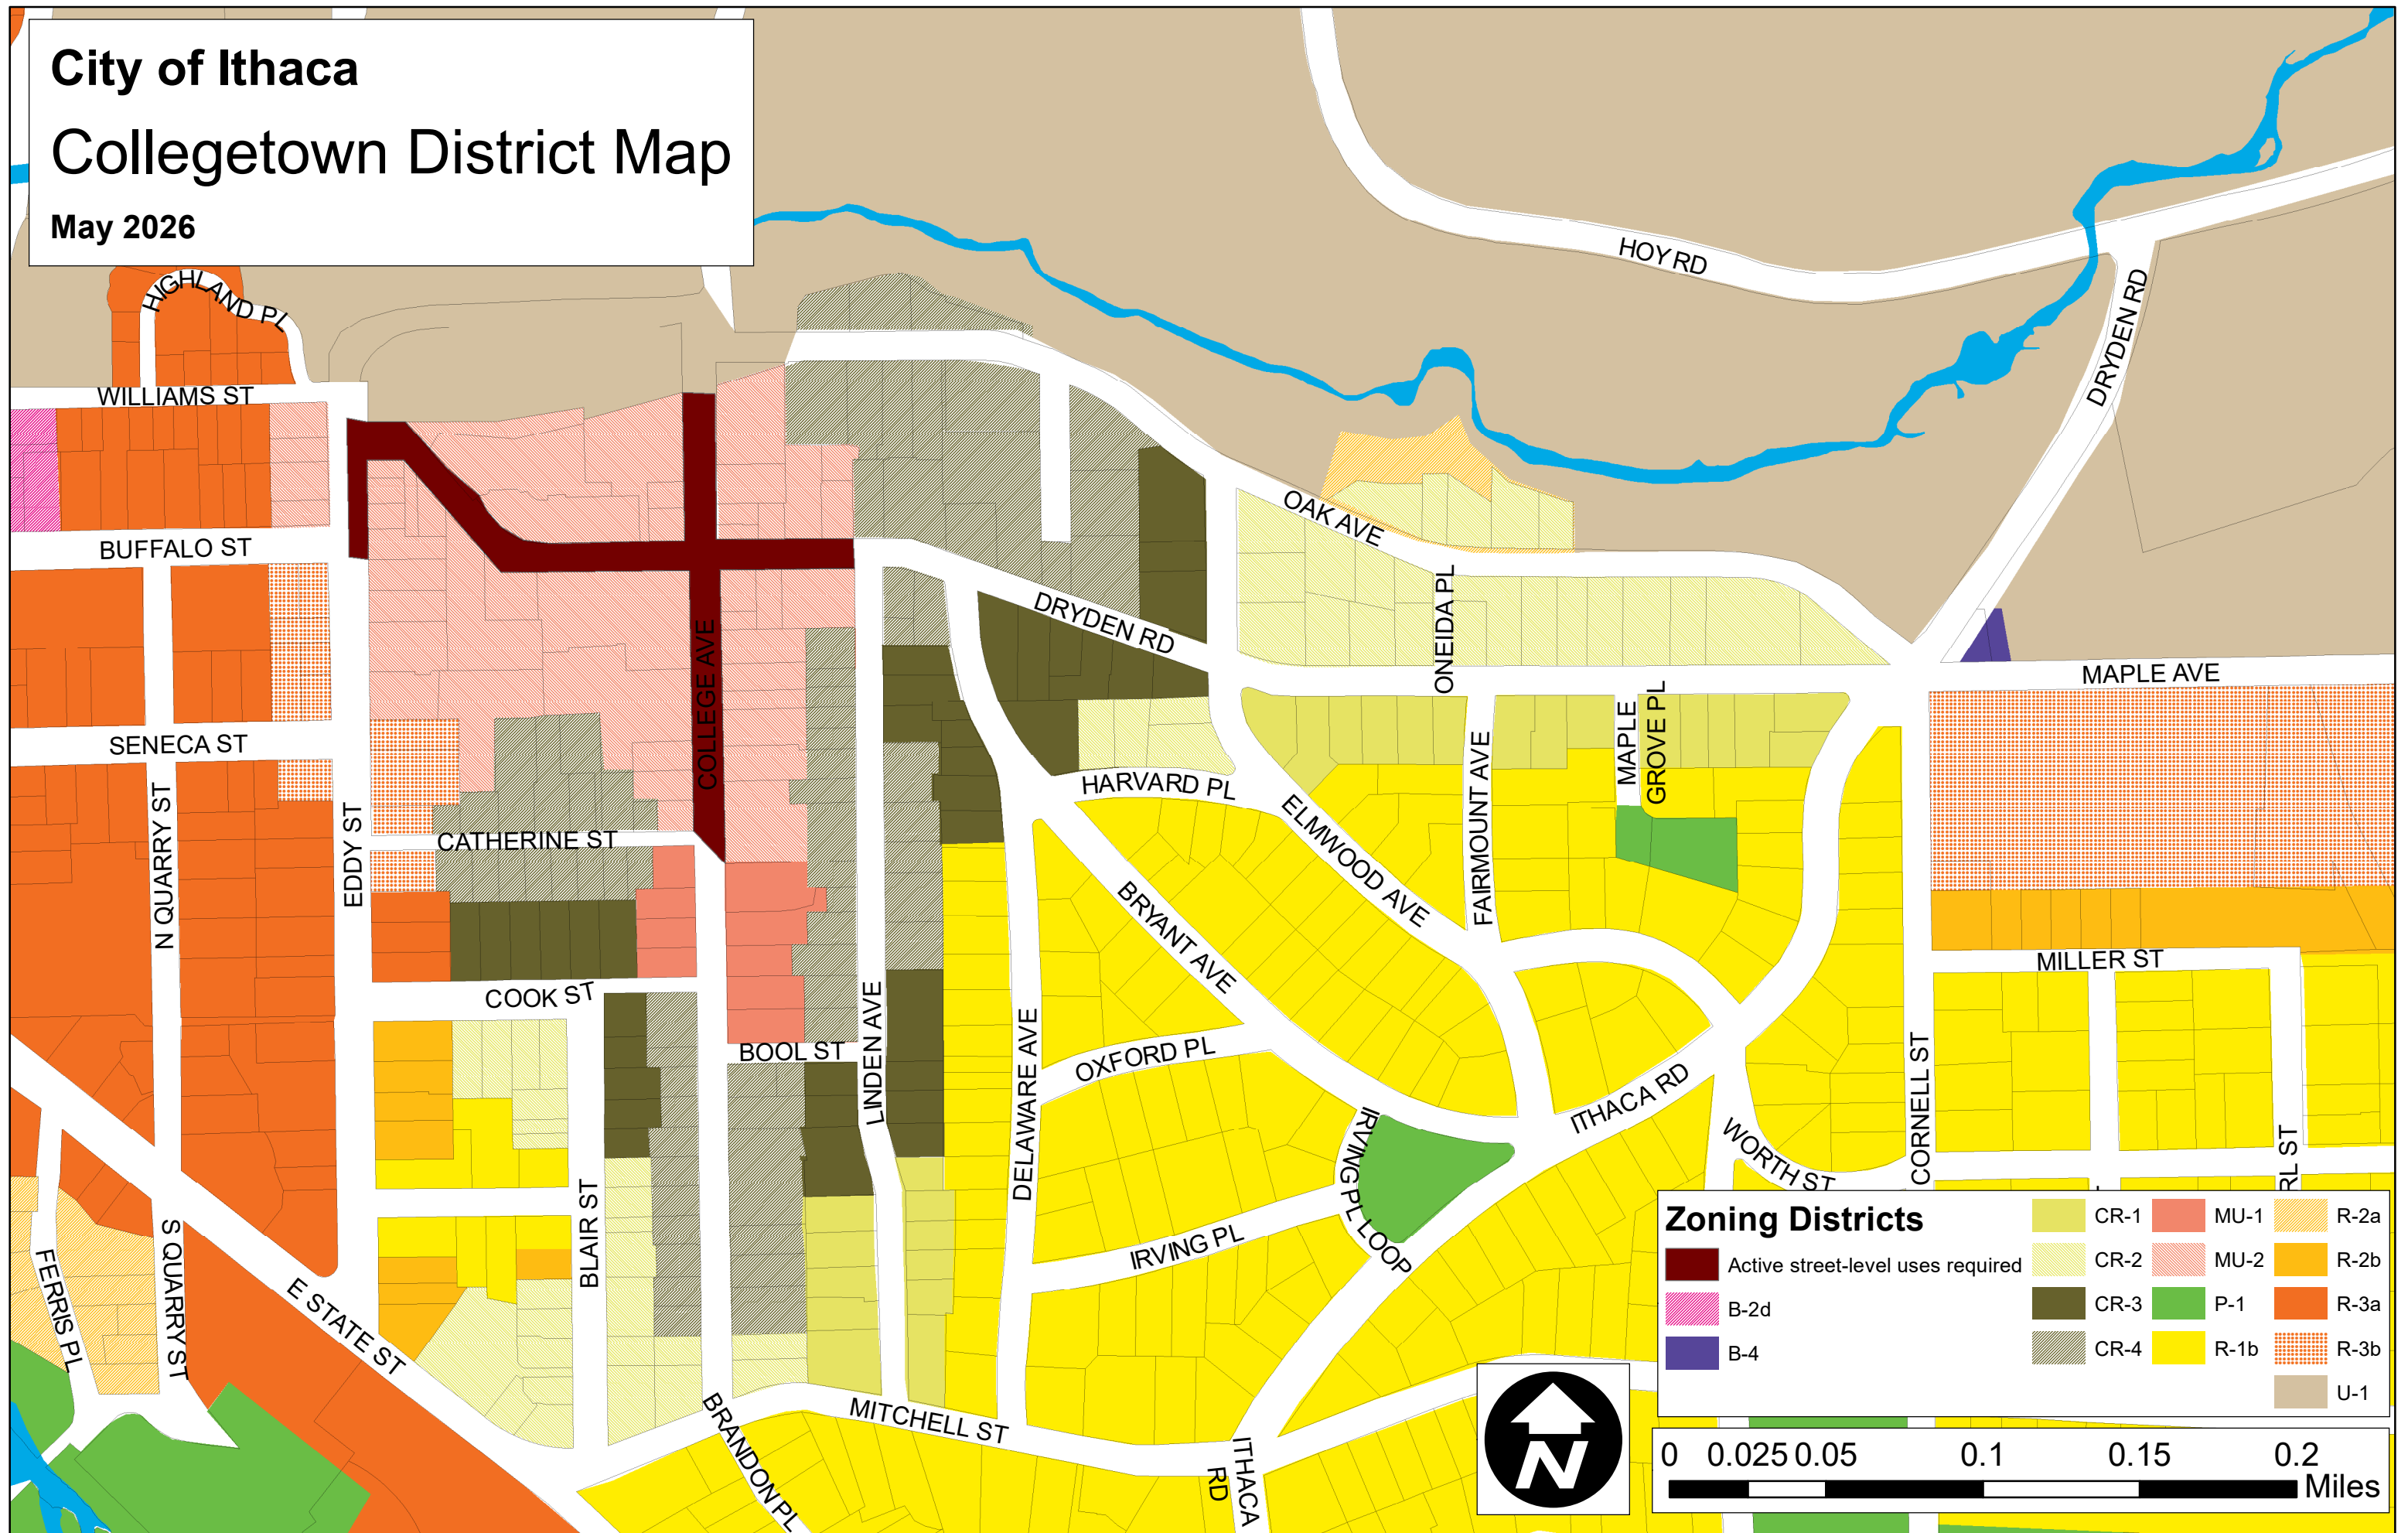 City of Ithaca
Collegetown District Map
May 2026
HOY RD
DRYDEN RD
HIGHLAND PL
WILLIAMS ST
BUFFALO ST
OAK AVE
ONEIDA PL
DRYDEN RD
COLLEGE AVE
MAPLE AVE
SENECA ST
MAPLE
GROVE PL
HARVARD PL
FAIRMOUNT AVE
ELMWOOD AVE
N QUARRY ST
EDDY ST
CATHERINE ST
BRYANT AVE
MILLER ST
COOK ST
LINDEN AVE
BOOL ST
DELAWARE AVE
OXFORD PL
ITHACA RD
CORNELL ST
WORTH ST
IRVING PL LOOP
RL ST
BLAIR ST
IRVING PL
S QUARRY ST
FERRIS PL
E STATE ST
BRANDON PL
MITCHELL ST
ITHACA
RD
Zoning Districts
Active street-level uses required
B-2d
B-4
CR-1
CR-2
CR-3
CR-4
MU-1
MU-2
P-1
R-1b
R-2a
R-2b
R-3a
R-3b
U-1
N
0 0.025 0.05 0.1 0.15 0.2
Miles